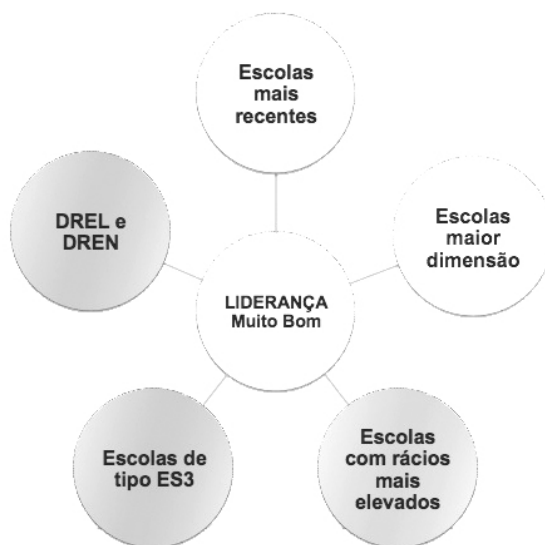 Escolas
mais
recentes
DREL e
DREN
Escolas
maior
dimensão
LIDERANÇA
Muito Bom
Escolas de
tipo ES3
Escolas
com rácios
mais
elevados